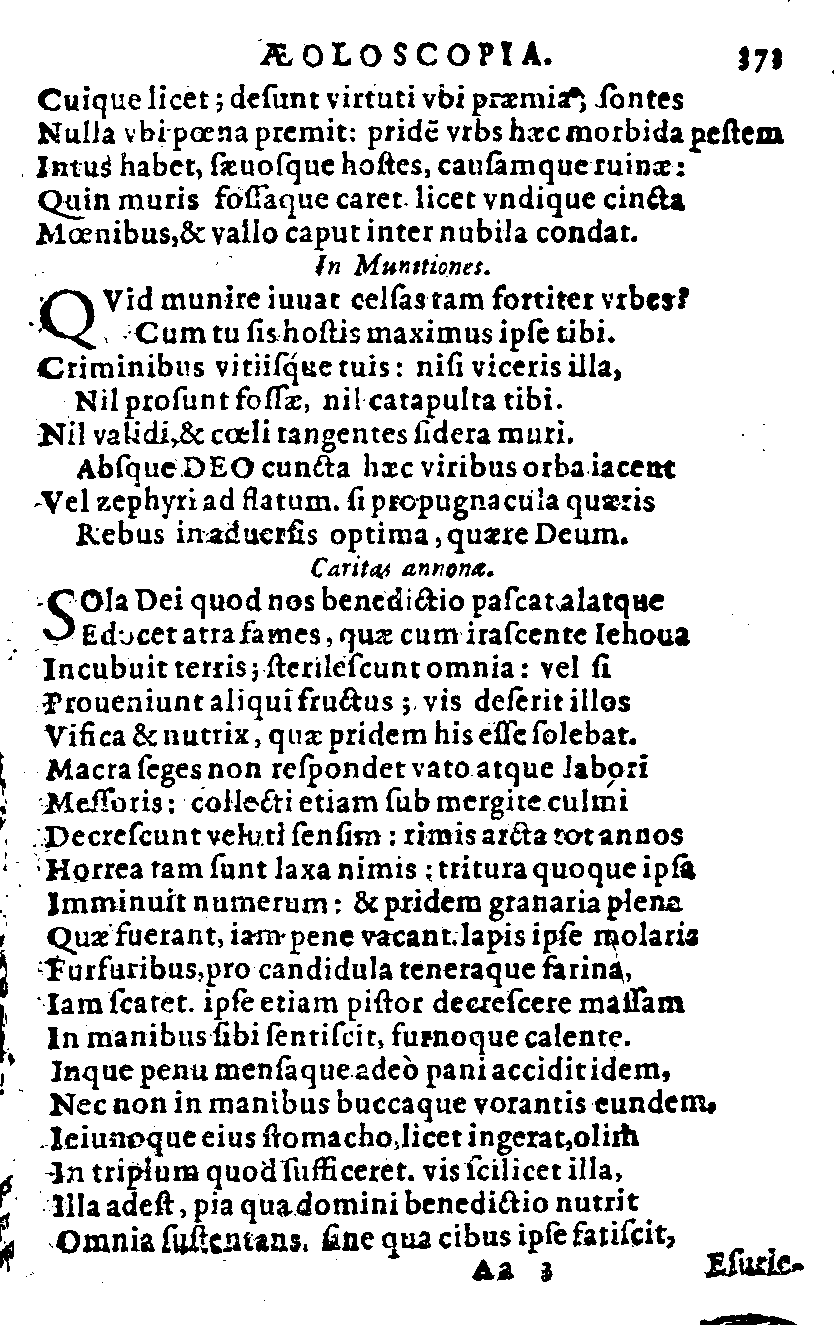 ÆOLOSCOPIA. 373
Cuique licet; deſunt virtuti vbi præmia; ſontes
Nulla vbi pœna premit: pridē vrbs hæc morbida peſtem
Intus habet, ſæuoſque hoſtes, cauſamque ruinæ:
Quin muris foſſaque caret. licet vndique cincta
Mœnibus,& vallo caput inter nubila condat.
In Munitiones.
QVid munire iuuat celſas tam fortiter vrbes?
Cum tu ſis hoſtis maximus ipſe tibi.
Criminibus vitiiſque tuis: niſi viceris illa,
Nil proſunt foſſæ, nil catapulta tibi.
Nil validi,& cœli tangentes ſidera muri.
Abſque DEO cuncta hæc viribus orba iacent
Vel zephyri ad flatum. ſi propugnacula quæris
Rebus in aduerſis optima, quære Deum.
Caritas annonæ.
SOla Dei quod nos benedictio paſcat alatque
Edocet atra fames, quæ cum iraſcente Iehoua
Incubuit terris; ſterileſcunt omnia: vel ſi
Proueniunt aliqui fructus; vis deſerit illos
Vifica & nutrix, quæ pridem his eſſe ſolebat.
Macra ſeges non reſpondet vato atque labori
Meſſoris: collecti etiam ſub mergite culmi
Decreſcunt veluti ſenſim: rimis arcta tot annos
Horrea tam ſunt laxa nimis; tritura quoque ipſa
Imminuit numerum: & pridem granaria plena
Quæ fuerant, iam pene vacant. lapis ipſe molaris
Furfuribus, pro candidula teneraque farina,
Iam ſcatet. ipſe etiam piſtor decreſcere maſſam
In manibus ſibi ſentiſcit, furnoque calente.
Inque penu menſaque adeò pani accidit idem,
Nec non in manibus buccaque vorantis eundem,
Ieiunoque eius ſtomacho, licet ingerat, olim
In triplum quod ſufficeret. vis ſcilicet illa,
Illa adeſt, pia qua domini benedictio nutrit
Omnia ſuſtentans. ſine qua cibus ipſe fatiſcit,
Aa 3 Eſurie-